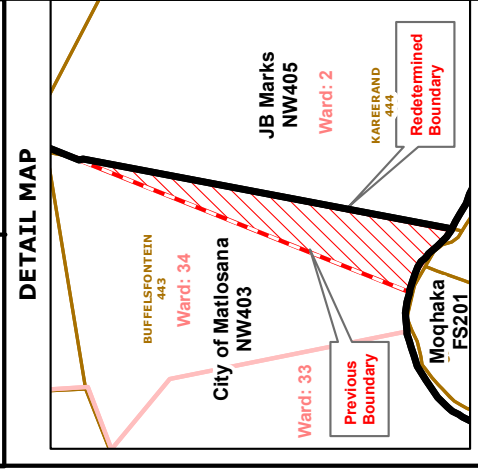 DETAIL MAP
BUFFELSFONTEIN
443
Ward: 34
City of Matlosana
NW403
Ward: 33
Previous
Boundary
JB Marks
NW405
Ward: 2
KAREERAND
444
Redetermined
Boundary
Moqhaka
FS201